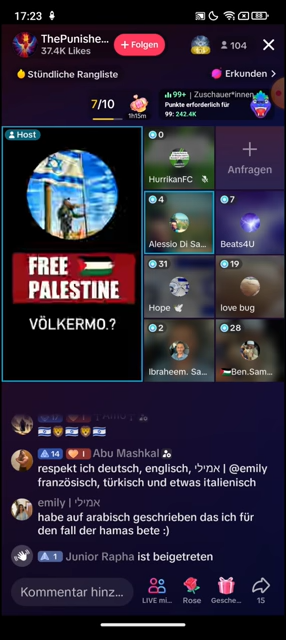 17:23
58
ThePunishe...
37.4K Likes
+ Folgen
104
Stündliche Rangliste
Erkunden >
7/10
1h15m
99+ | Zuschauer*innen
Punkte erforderlich für
99: 242.4K
Host
FREE
PALESTINE
VÖLKERMO.?
0
HurrikanFC
+
Anfragen
4
Alessio Di Sa...
7
Beats4U
31
Hope 🕊
19
love bug
2
Ibraheem. Sa...
28
🇵🇸Ben.Sam...
🇮🇱🦁🇮🇱🦁🇮🇱
14 1 Abu Mashkal
respekt ich deutsch, englisch, אמילי | @emily
französisch, türkisch und etwas italienisch
emily | אמילי
habe auf arabisch geschrieben das ich für
den fall der hamas bete :)
1 Junior Rapha ist beigetreten
Kommentar hinz...
LIVE mi...
Rose
Gesche...
15